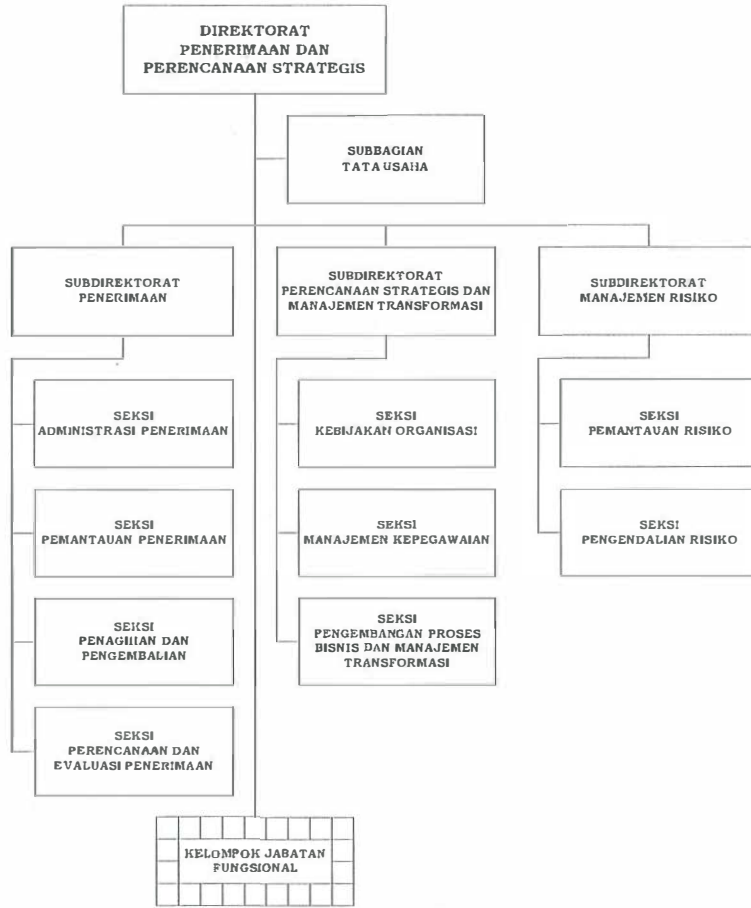 DIREKTORAT
PENERIMAAN DAN
PERENCANAAN STRATEGIS
SUBBAGIAN
TATA USAHA
SUBDIREKTORAT
PENERIMAAN
SUBDIREKTORAT
PERENCANAAN STRATEGIS DAN
MANAJEMEN TRANSFORMASI
SUBDIREKTORAT
MANAJEMEN RISIKO
SEKSI
ADMINISTRASI PENERIMAAN
SEKSI
KEBIJAKAN ORGANISASI
SEKSI
PEMANTAUAN RISIKO
SEKSI
PEMANTAUAN PENERIMAAN
SEKSI
MANAJEMEN KEPEGAWAIAN
SEKSI
PENGENDALIAN RISIKO
SEKSI
PENAGIHAN DAN
PENGEMBALIAN
SEKSI
PENGEMBANGAN PROSES
BISNIS DAN MANAJEMEN
TRANSFORMASI
SEKSI
PERENCANAAN DAN
EVALUASI PENERIMAAN
KELOMPOK JABATAN
FUNGSIONAL